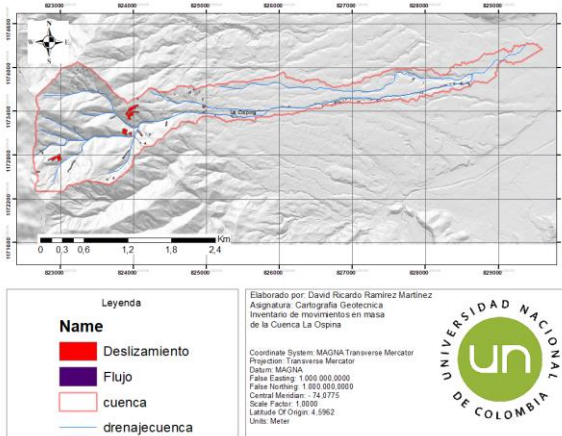 823000 824000 825000 826000 827000 828000 829000
N
W E
S
La Ospina
Km
0 0,3 0,6 1,2 1,8 2,4
823000 824000 825000 826000 827000 828000 829000
Leyenda
Name
Deslizamiento
Flujo
cuenca
drenajecuenca
Elaborado por: David Ricardo Ramirez Martinez
Asignatura: Cartografia Geotecnica
Inventario de movimientos en masa
de la Cuenca La Ospina
Coordinate System: MAGNA Transverse Mercator
Projection: Transverse Mercator
Datum: MAGNA
False Easting: 1.000.000,0000
False Northing: 1.000.000,0000
Central Meridian: -74,0775
Scale Factor: 1,0000
Latitude Of Origin: 4,5962
Units: Meter
UNIVERSIDAD NACIONAL
un
DE COLOMBIA